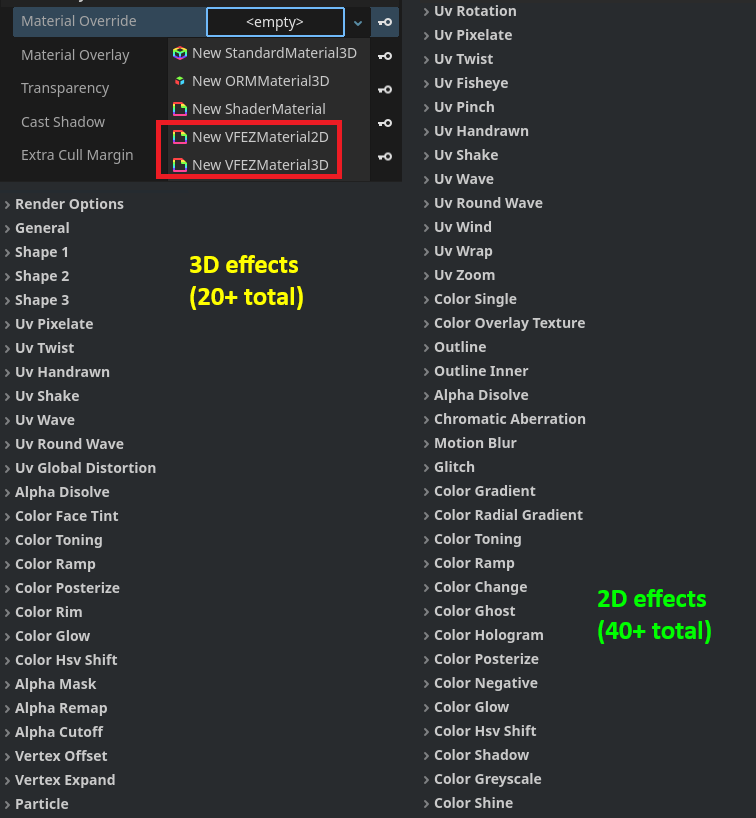 Material Override
<empty>
Material Overlay
New StandardMaterial3D
Transparency
New ORMMaterial3D
New ShaderMaterial
Cast Shadow
New VFEZMaterial2D
Extra Cull Margin
New VFEZMaterial3D
Render Options
General
Shape 1
Shape 2
Shape 3
Uv Pixelate
Uv Twist
Uv Handrawn
Uv Shake
Uv Wave
Uv Round Wave
Uv Global Distortion
Alpha Disolve
Color Face Tint
Color Toning
Color Ramp
Color Posterize
Color Rim
Color Glow
Color Hsv Shift
Alpha Mask
Alpha Remap
Alpha Cutoff
Vertex Offset
Vertex Expand
Particle
3D effects
(20+ total)
Uv Rotation
Uv Pixelate
Uv Twist
Uv Fisheye
Uv Pinch
Uv Handrawn
Uv Shake
Uv Wave
Uv Round Wave
Uv Wind
Uv Wrap
Uv Zoom
Color Single
Color Overlay Texture
Outline
Outline Inner
Alpha Disolve
Chromatic Aberration
Motion Blur
Glitch
Color Gradient
Color Radial Gradient
Color Toning
Color Ramp
Color Change
Color Ghost
Color Hologram
Color Posterize
Color Negative
Color Glow
Color Hsv Shift
Color Shadow
Color Greyscale
Color Shine
2D effects
(40+ total)